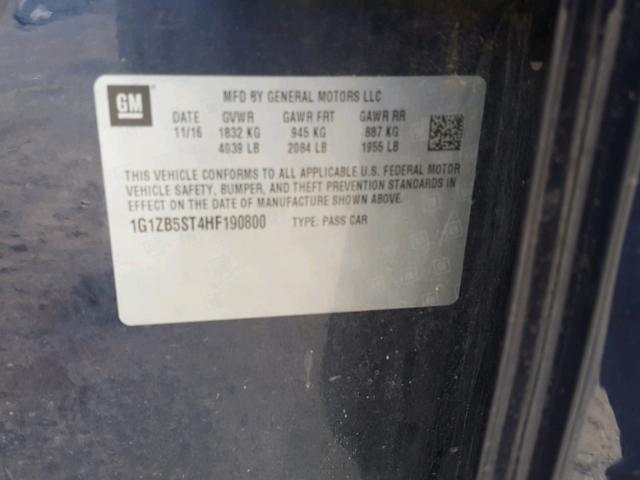 GM
MFD BY GENERAL MOTORS LLC
DATE GVWR GAWR FRT GAWR RR
11/16 1832 KG 945 KG 887 KG
4039 LB 2084 LB 1955 LB
THIS VEHICLE CONFORMS TO ALL APPLICABLE U.S. FEDERAL MOTOR
VEHICLE SAFETY, BUMPER, AND THEFT PREVENTION STANDARDS IN
EFFECT ON THE DATE OF MANUFACTURE SHOWN ABOVE.
1G1ZB5ST4HF190800 TYPE: PASS CAR